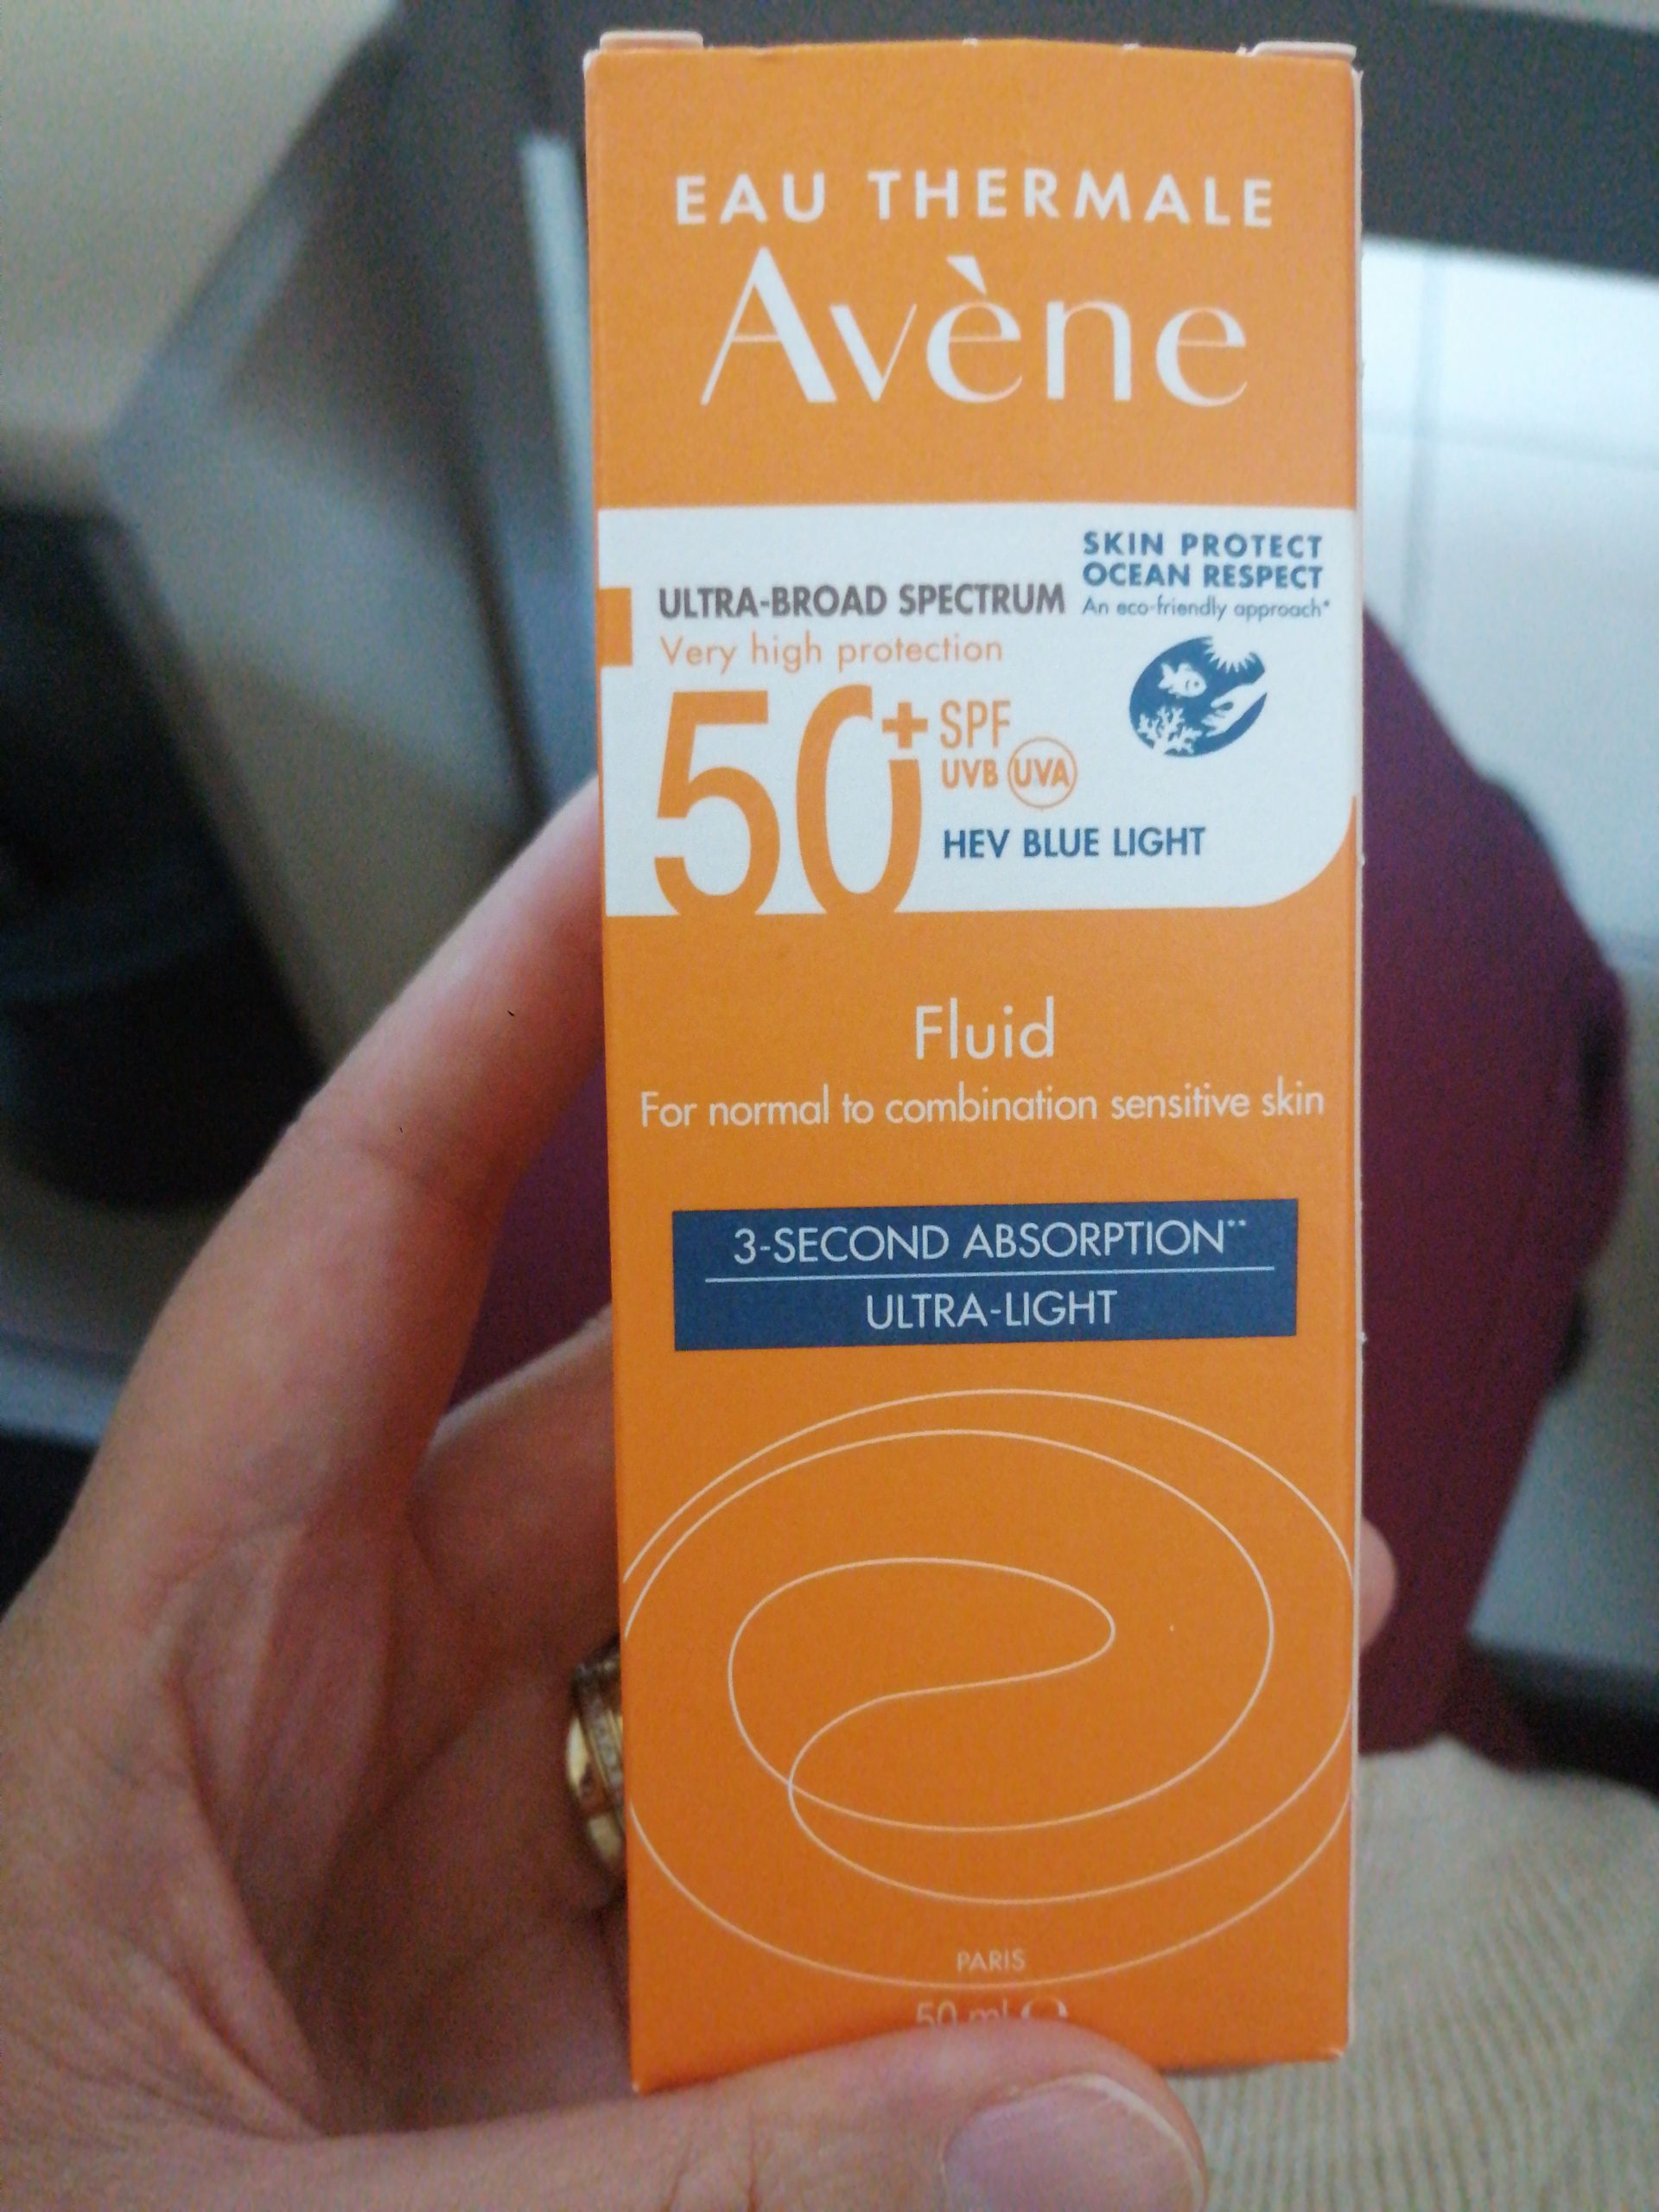 EAU THERMALE
Avène
SKIN PROTECT
OCEAN RESPECT
An eco-friendly approach*
ULTRA-BROAD SPECTRUM
Very high protection
50+ SPF
UVB UVA
HEV BLUE LIGHT
Fluid
For normal to combination sensitive skin
3-SECOND ABSORPTION**
ULTRA-LIGHT
PARIS
50 ml ℮